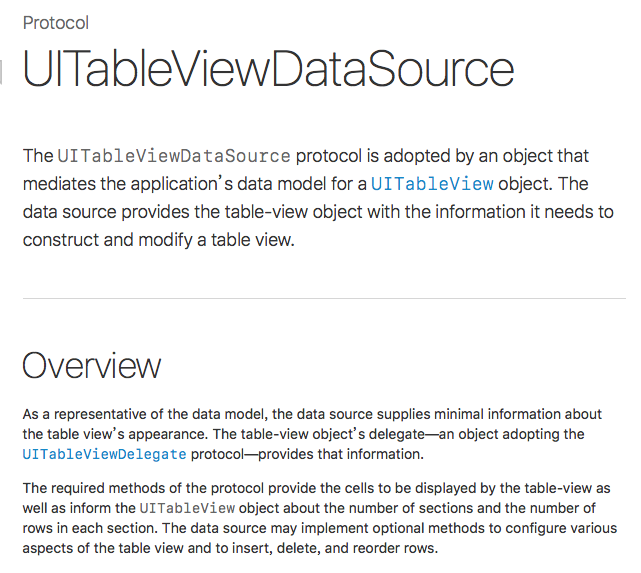 Protocol
UITableViewDataSource
The UITableViewDataSource protocol is adopted by an object that
mediates the application’s data model for a UITableView object. The
data source provides the table-view object with the information it needs to
construct and modify a table view.
Overview
As a representative of the data model, the data source supplies minimal information about
the table view’s appearance. The table-view object’s delegate—an object adopting the
UITableViewDelegate protocol—provides that information.
The required methods of the protocol provide the cells to be displayed by the table-view as
well as inform the UITableView object about the number of sections and the number of
rows in each section. The data source may implement optional methods to configure various
aspects of the table view and to insert, delete, and reorder rows.